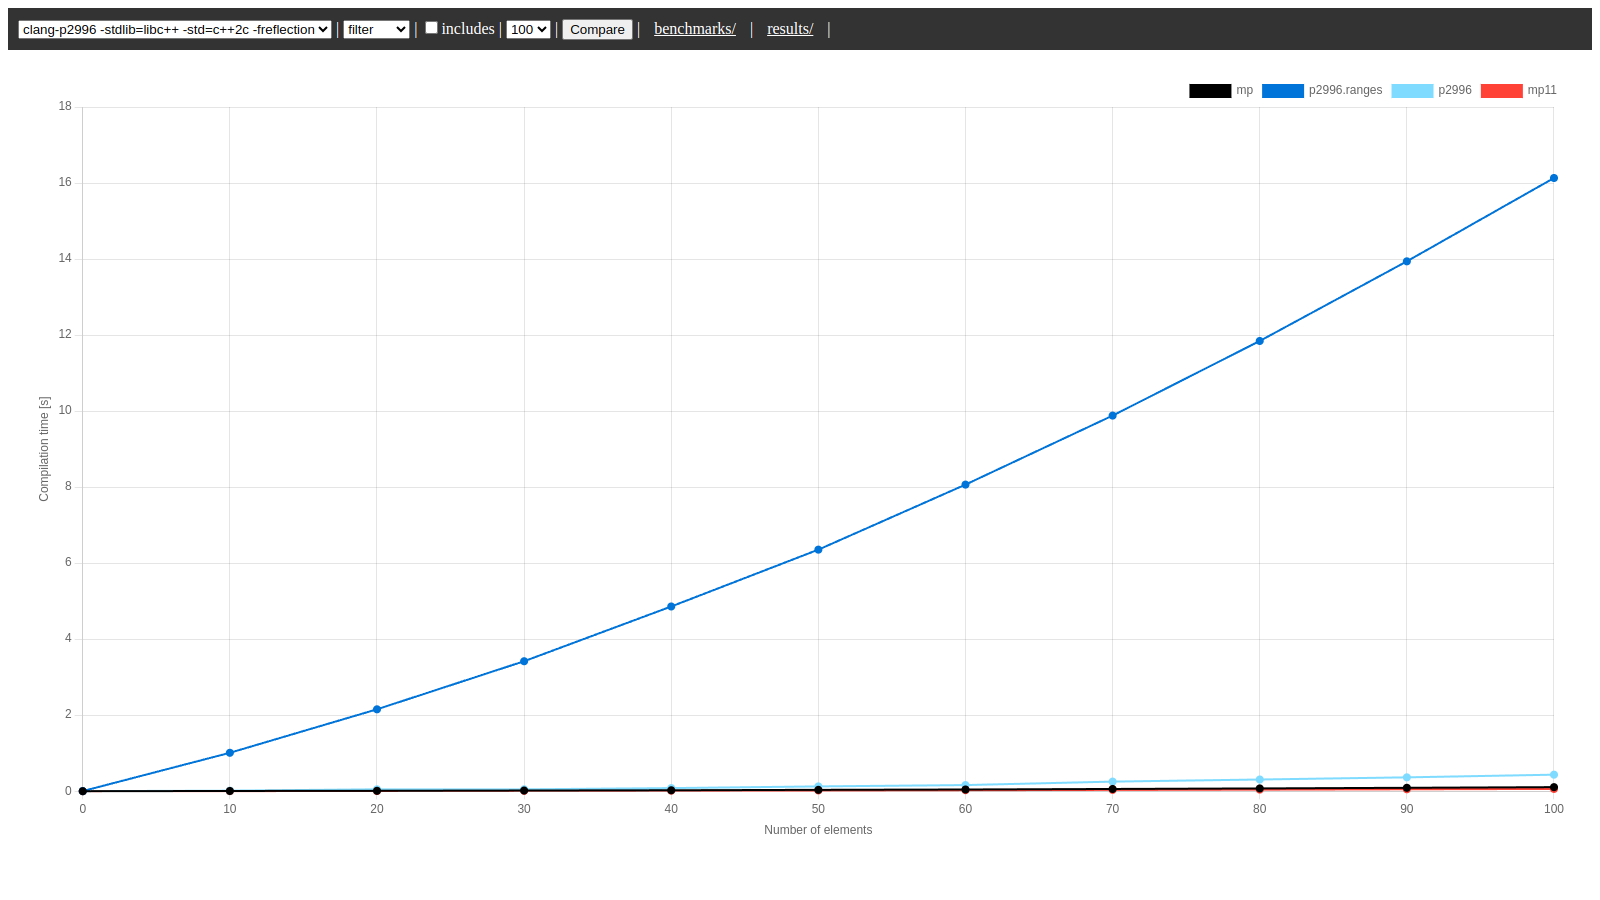 clang-p2996 -stdlib=libc++ -std=c++2c -freflection | filter | includes | 100 | Compare | benchmarks/ | results/ |
mp p2996.ranges p2996 mp11
18
16
14
12
10
8
6
4
2
0
Compilation time [s]
0 10 20 30 40 50 60 70 80 90 100
Number of elements